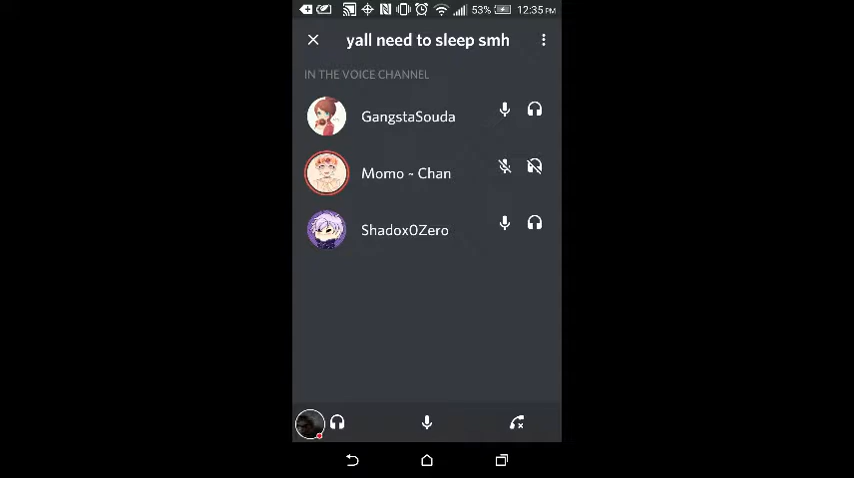 53% 12:35 PM
yall need to sleep smh
IN THE VOICE CHANNEL
GangstaSouda
Momo ~ Chan
Shadox0Zero